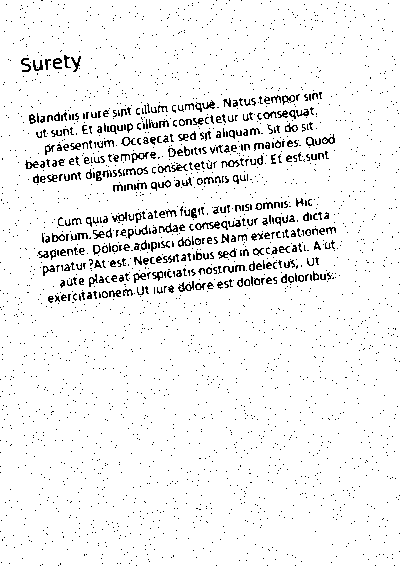 Surety
Blanditiis irure sint cillum cumque. Natus tempor sint
ut sunt. Et aliquip cillum consectetur ut consequat.
praesentium. Occaecat sed sit aliquam. Sit do sit
beatae et eius tempore. Debitis vitae in maiores. Quod
deserunt dignissimos consectetur nostrud. Et est sunt
minim quo aut omnis qui.
Cum quia voluptatem fugit. aut nisi omnis. Hic
laborum.Sed repudiandae consequatur aliqua. dicta
sapiente. Dolore adipisci dolores Nam exercitationem
pariatur?At est. Necessitatibus sed in occaecati. A ut
aute placeat perspiciatis nostrum delectus. Ut
exercitationem Ut iure dolore est dolores doloribus.